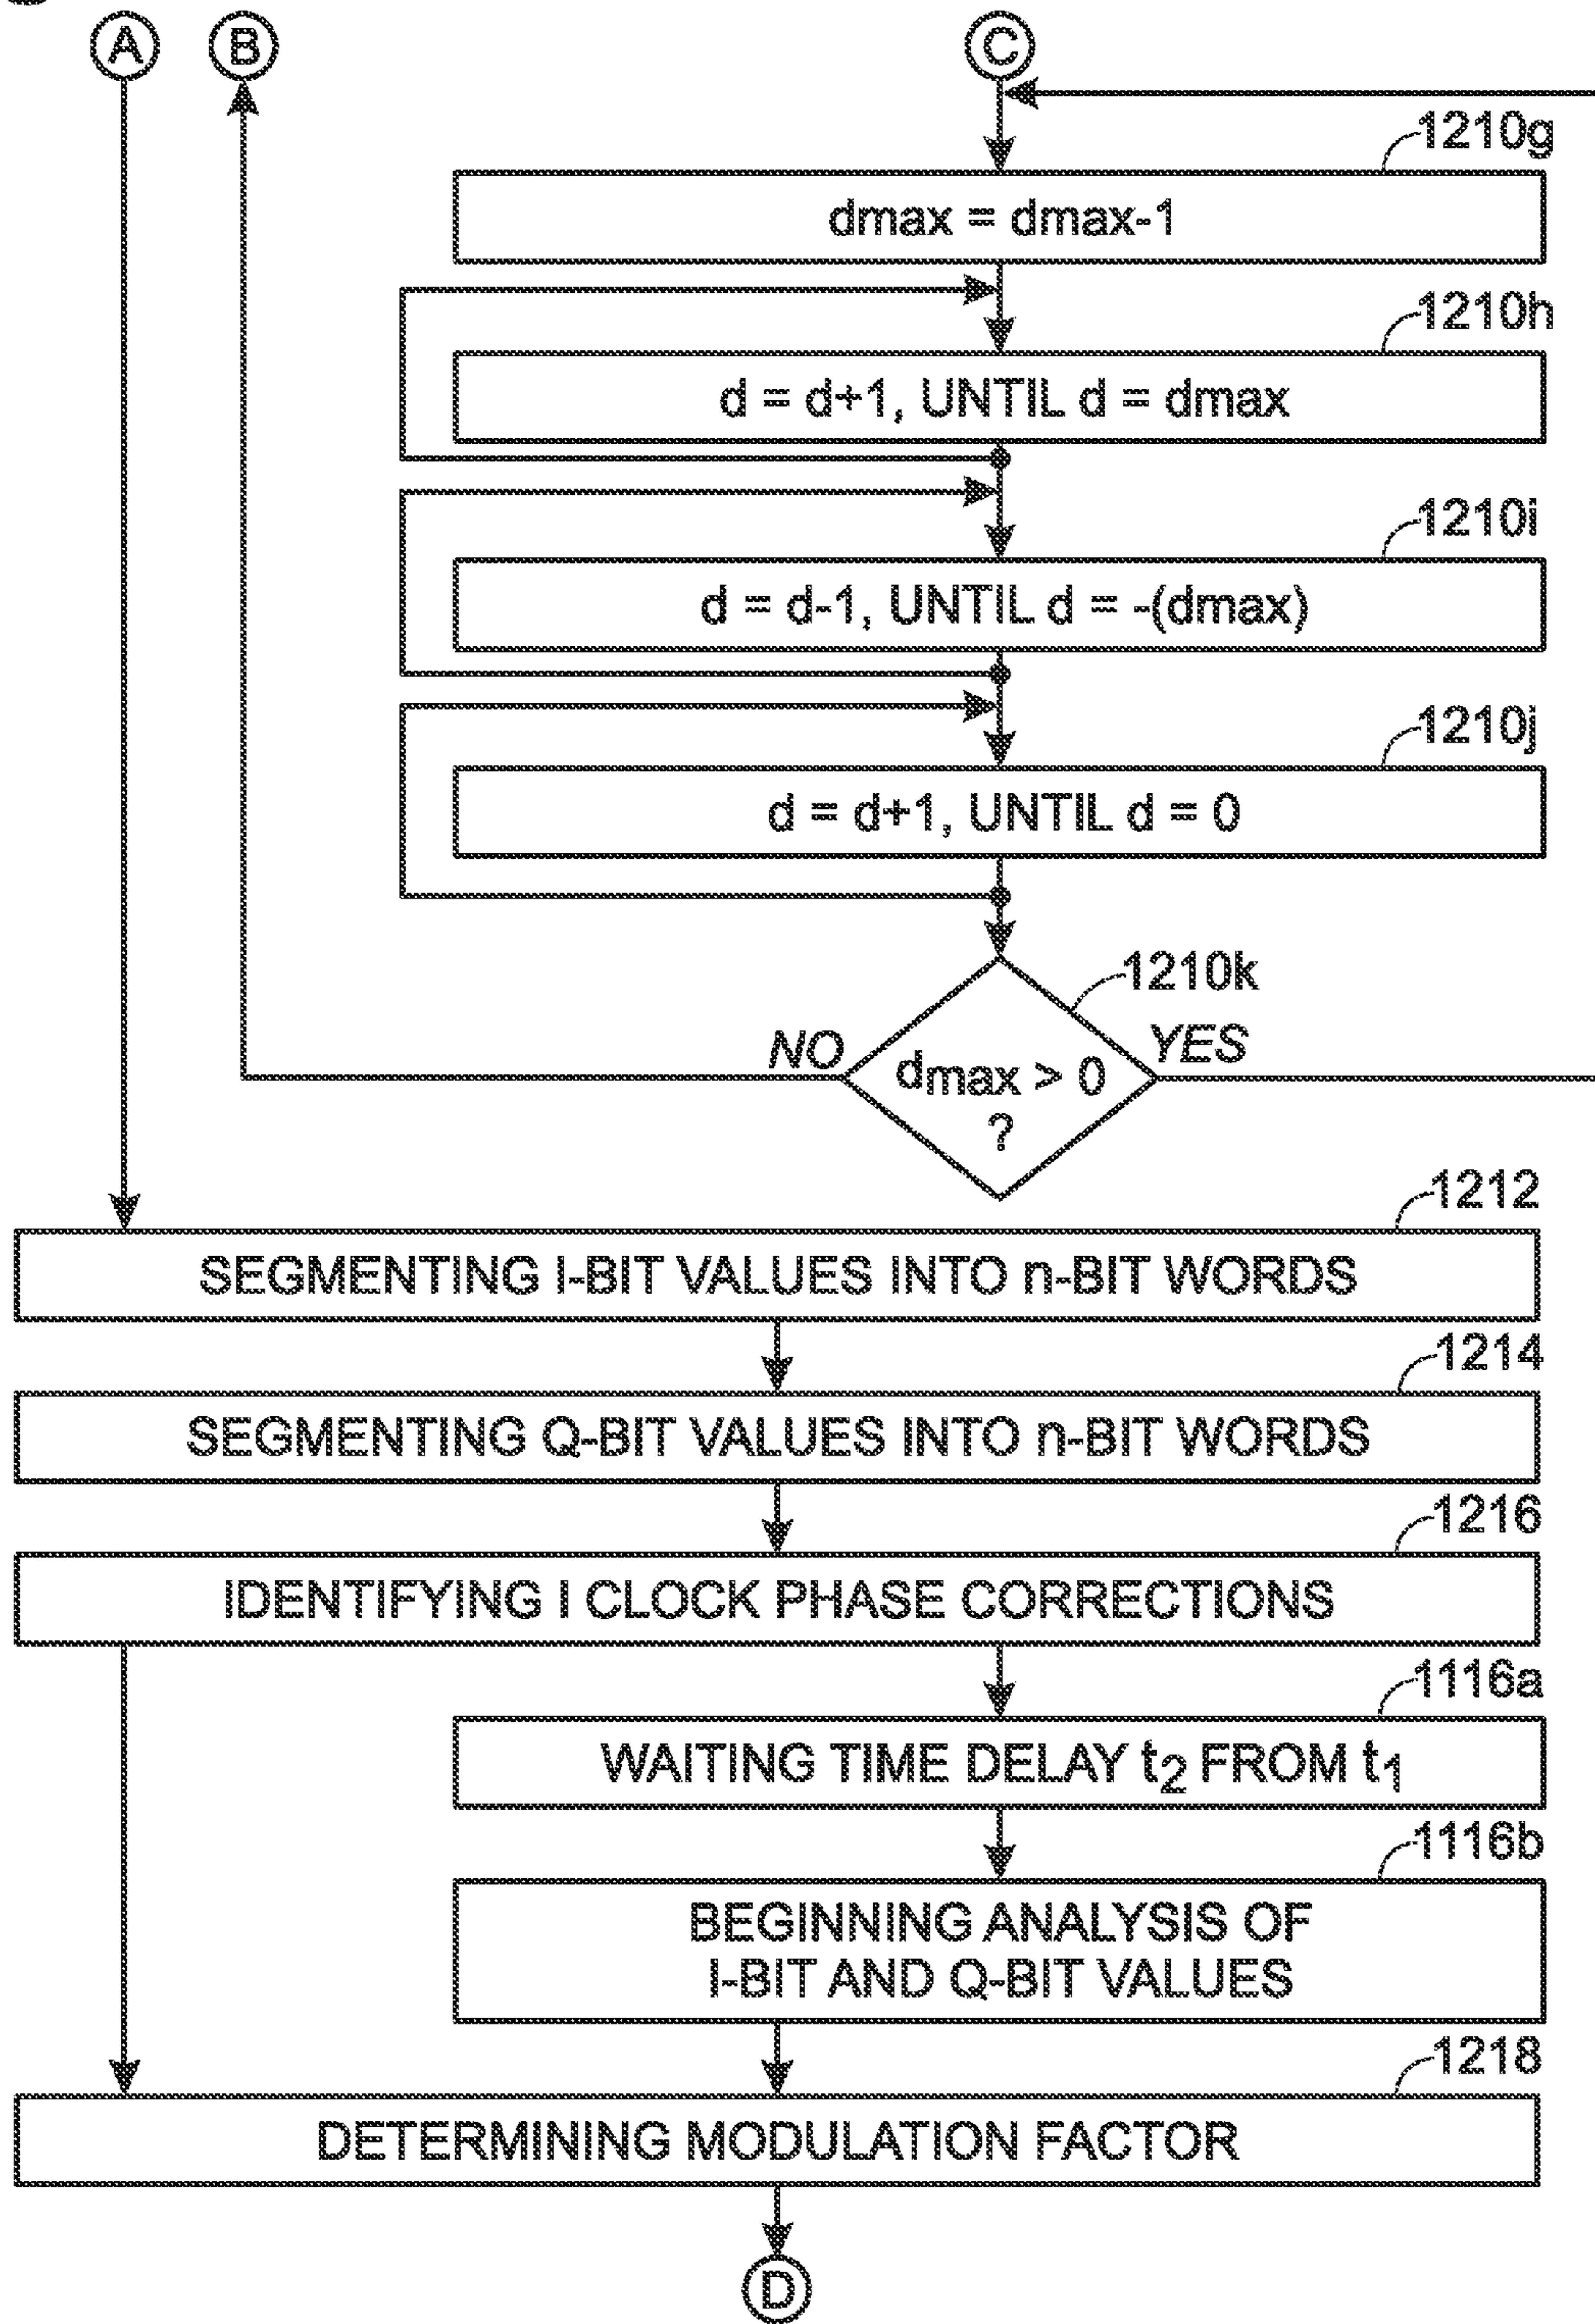 A B C
1210g
dmax = dmax-1
1210h
d = d+1, UNTIL d = dmax
1210i
d = d-1, UNTIL d = -(dmax)
1210j
d = d+1, UNTIL d = 0
1210k
NO YES
dmax > 0
?
1212
SEGMENTING I-BIT VALUES INTO n-BIT WORDS
1214
SEGMENTING Q-BIT VALUES INTO n-BIT WORDS
1216
IDENTIFYING I CLOCK PHASE CORRECTIONS
1116a
WAITING TIME DELAY t2 FROM t1
1116b
BEGINNING ANALYSIS OF
I-BIT AND Q-BIT VALUES
1218
DETERMINING MODULATION FACTOR
D